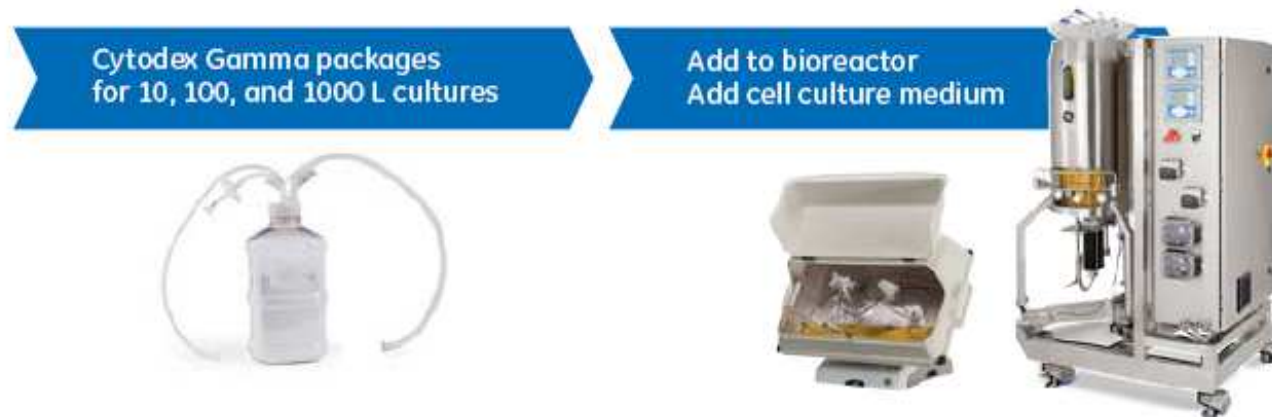 Cytodex Gamma packages
for 10, 100, and 1000 L cultures
Add to bioreactor
Add cell culture medium